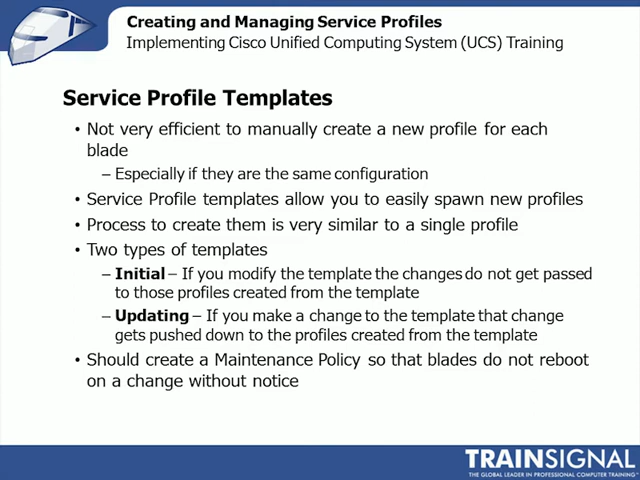 Creating and Managing Service Profiles
Implementing Cisco Unified Computing System (UCS) Training
Service Profile Templates
• Not very efficient to manually create a new profile for each
blade
– Especially if they are the same configuration
• Service Profile templates allow you to easily spawn new profiles
• Process to create them is very similar to a single profile
• Two types of templates
– Initial – If you modify the template the changes do not get passed
to those profiles created from the template
– Updating – If you make a change to the template that change
gets pushed down to the profiles created from the template
• Should create a Maintenance Policy so that blades do not reboot
on a change without notice
TRAINSIGNAL
THE GLOBAL LEADER IN PROFESSIONAL COMPUTER TRAINING